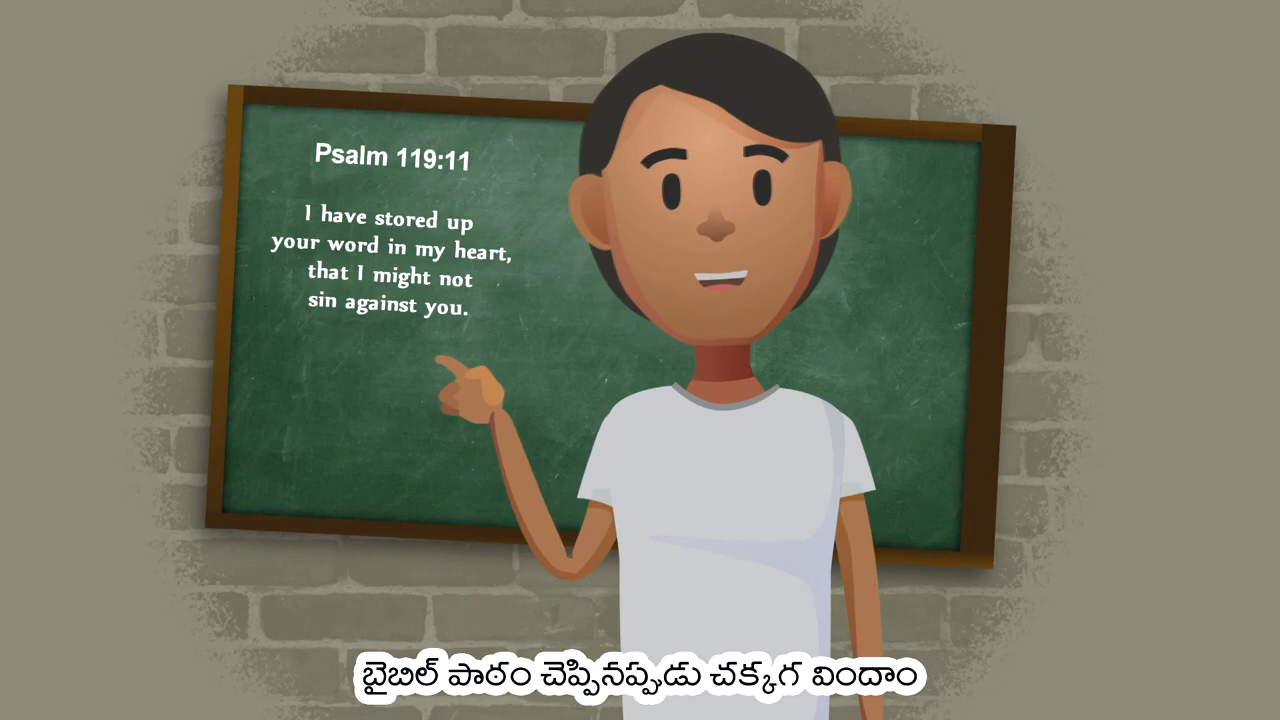 Psalm 119:11
I have stored up
your word in my heart,
that I might not
sin against you.
బైబిల్ పాఠం చెప్పినప్పుడు చక్కగ విందాం